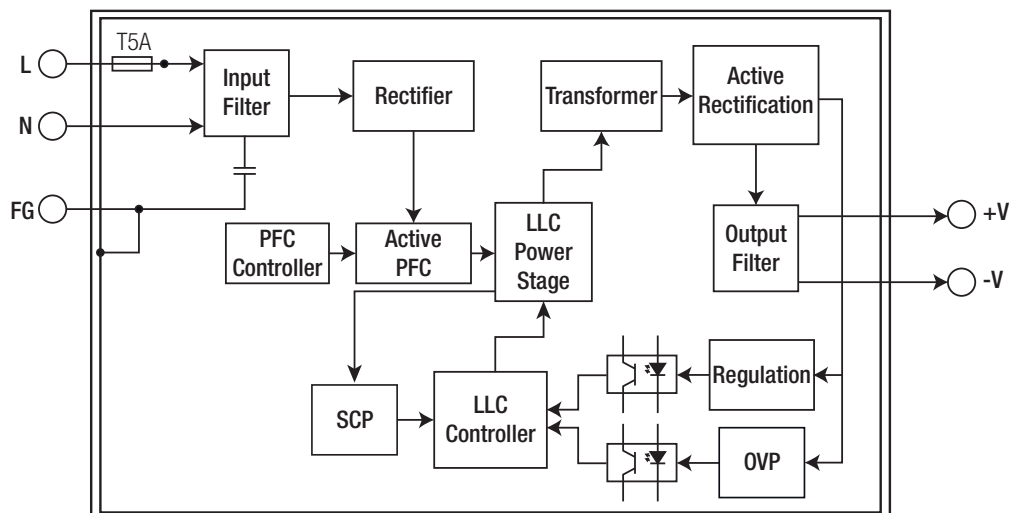 T5A
L
N
FG
Input
Filter
Rectifier
Transformer
Active
Rectification
PFC
Controller
Active
PFC
LLC
Power
Stage
Output
Filter
+V
-V
SCP
LLC
Controller
Regulation
OVP